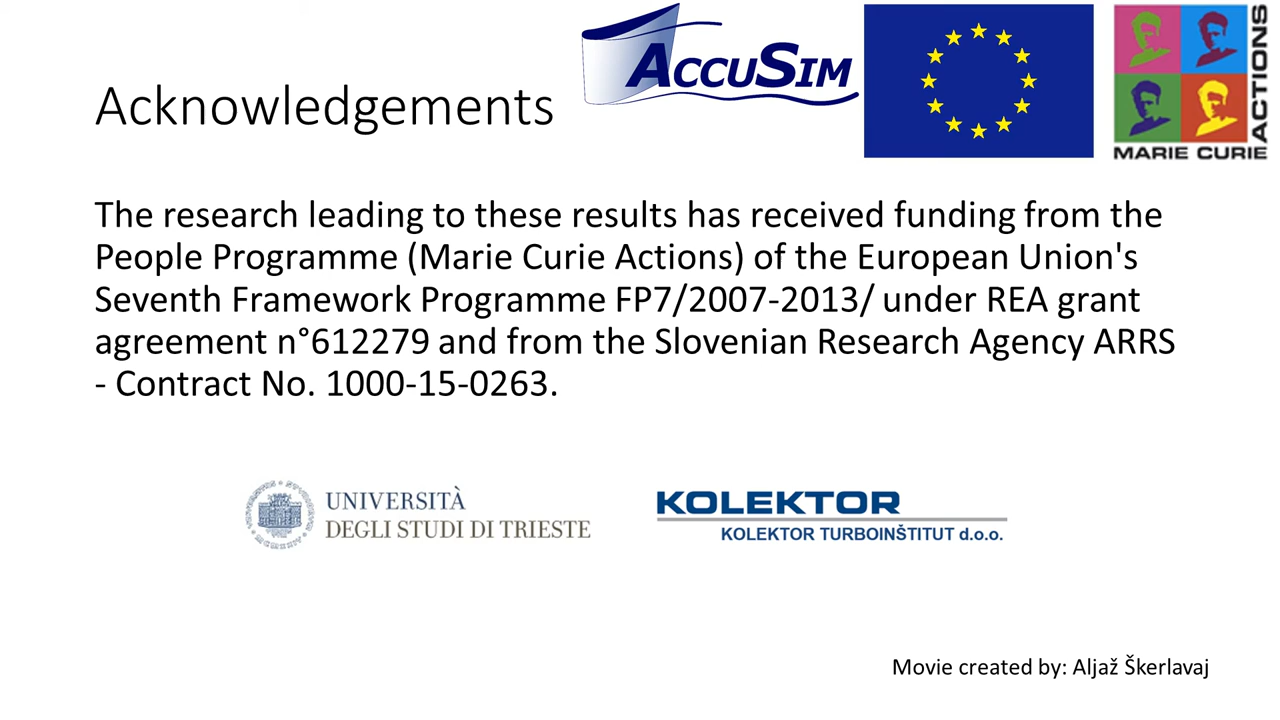 ACCUSIM
MARIE CURIE
ACTIONS
Acknowledgements
The research leading to these results has received funding from the
People Programme (Marie Curie Actions) of the European Union's
Seventh Framework Programme FP7/2007-2013/ under REA grant
agreement n°612279 and from the Slovenian Research Agency ARRS
- Contract No. 1000-15-0263.
UNIVERSITÀ
DEGLI STUDI DI TRIESTE
KOLEKTOR
KOLEKTOR TURBOINŠTITUT d.o.o.
Movie created by: Aljaž Škerlavaj